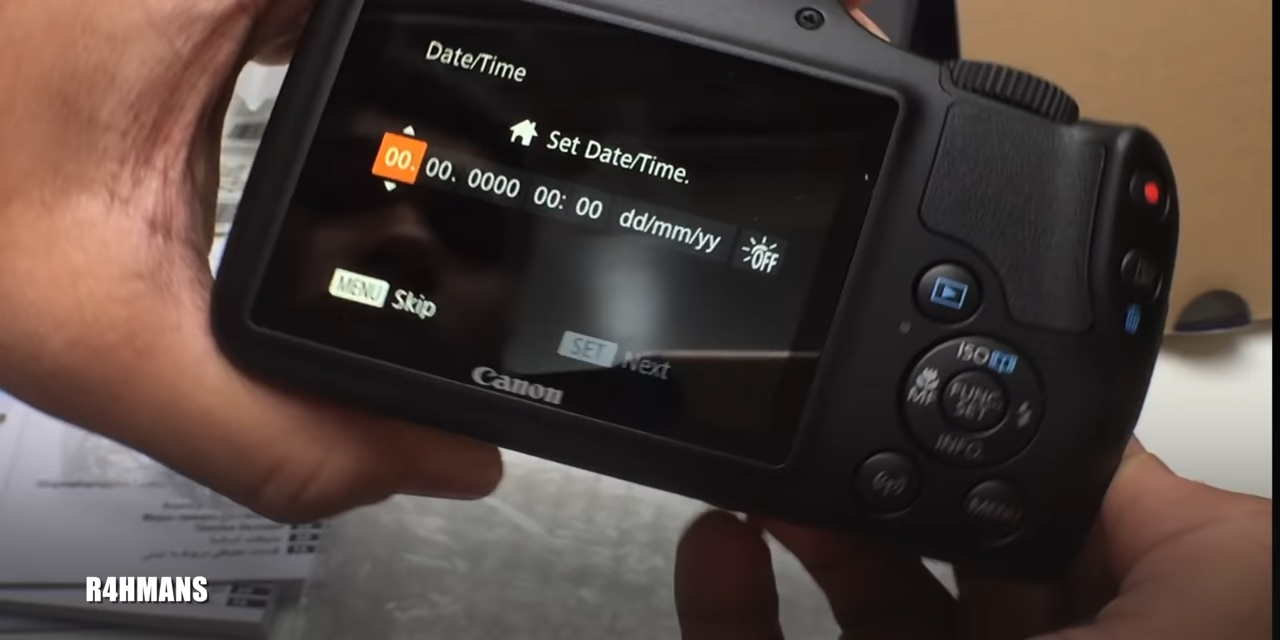 Date/Time
Set Date/Time.
00. 00. 0000 00: 00 dd/mm/yy OFF
MENU Skip
SET Next
Canon
ISO
MF
FUNC. SET
INFO
MENU
R4HMANS